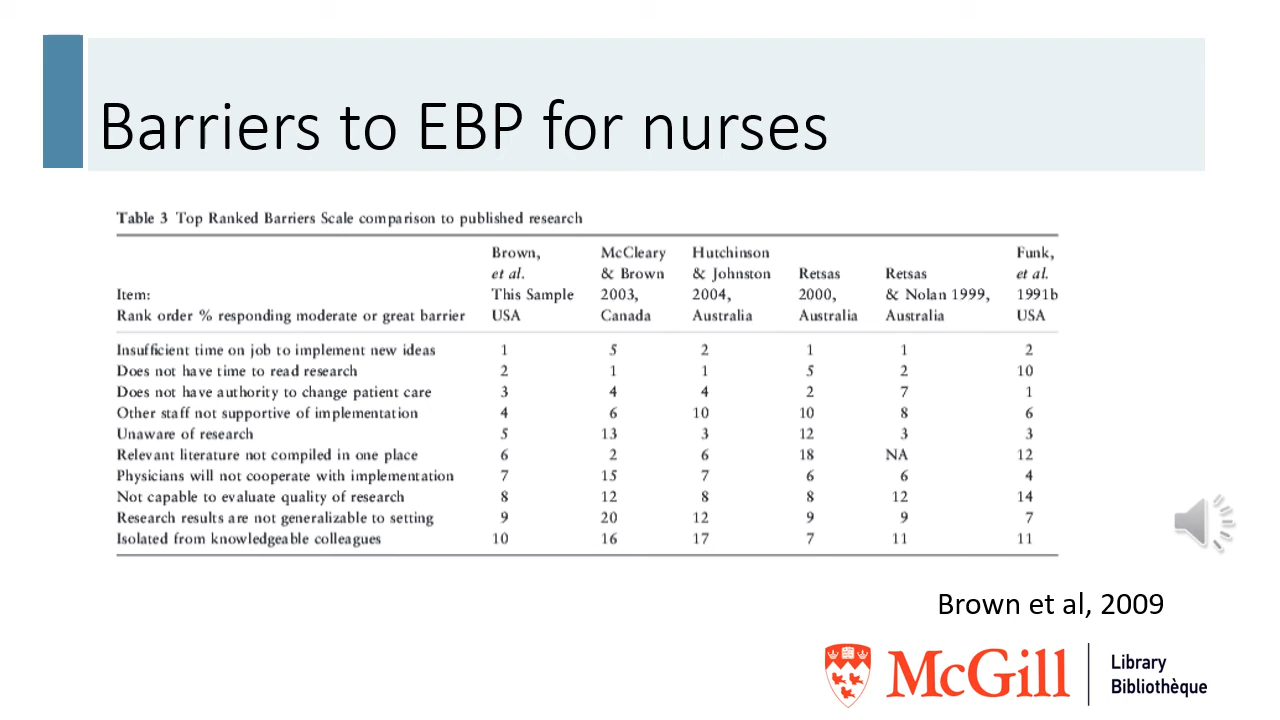 Barriers to EBP for nurses
Table 3 Top Ranked Barriers Scale comparison to published research
Brown, McCleary Hutchinson Funk,
et al. & Brown & Johnston Retsas Retsas et al.
Item: This Sample 2003, 2004, 2000, & Nolan 1999, 1991b
Rank order % responding moderate or great barrier USA Canada Australia Australia Australia USA
Insufficient time on job to implement new ideas 1 5 2 1 1 2
Does not have time to read research 2 1 1 5 2 10
Does not have authority to change patient care 3 4 4 2 7 1
Other staff not supportive of implementation 4 6 10 10 8 6
Unaware of research 5 13 3 12 3 3
Relevant literature not compiled in one place 6 2 6 18 NA 12
Physicians will not cooperate with implementation 7 15 7 6 6 4
Not capable to evaluate quality of research 8 12 8 8 12 14
Research results are not generalizable to setting 9 20 12 9 9 7
Isolated from knowledgeable colleagues 10 16 17 7 11 11
Brown et al, 2009
McGill
Library
Bibliothèque